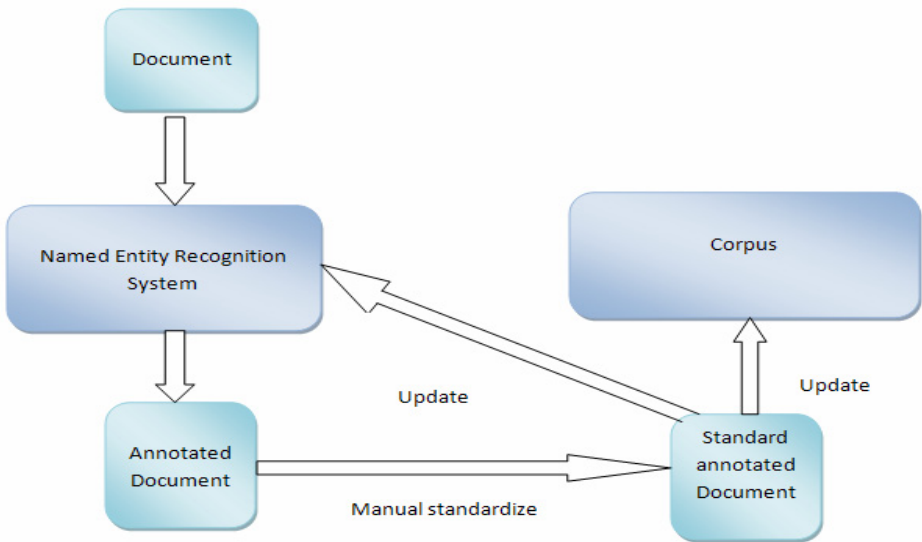 Document
Named Entity Recognition
System
Corpus
Update
Update
Annotated
Document
Standard
annotated
Document
Manual standardize